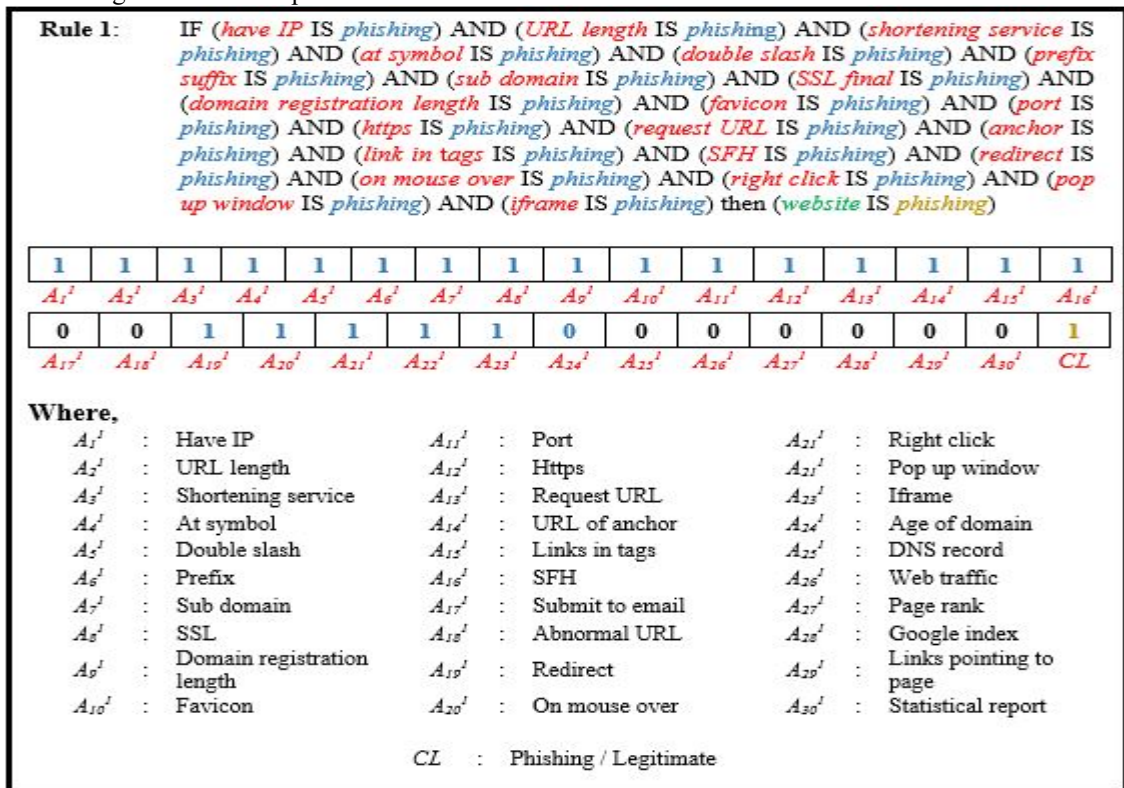 Rule 1: IF (have IP IS phishing) AND (URL length IS phishing) AND (shortening service IS
phishing) AND (at symbol IS phishing) AND (double slash IS phishing) AND (prefix
suffix IS phishing) AND (sub domain IS phishing) AND (SSL final IS phishing) AND
(domain registration length IS phishing) AND (favicon IS phishing) AND (port IS
phishing) AND (https IS phishing) AND (request URL IS phishing) AND (anchor IS
phishing) AND (link in tags IS phishing) AND (SFH IS phishing) AND (redirect IS
phishing) AND (on mouse over IS phishing) AND (right click IS phishing) AND (pop
up window IS phishing) AND (iframe IS phishing) then (website IS phishing)
1 1 1 1 1 1 1 1 1 1 1 1 1 1 1 1
A₁¹ A₂¹ A₃¹ A₄¹ A₅¹ A₆¹ A₇¹ A₈¹ A₉¹ A₁₀¹ A₁₁¹ A₁₂¹ A₁₃¹ A₁₄¹ A₁₅¹ A₁₆¹
0 0 1 1 1 1 1 0 0 0 0 0 0 0 1
A₁₇¹ A₁₈¹ A₁₉¹ A₂₀¹ A₂₁¹ A₂₂¹ A₂₃¹ A₂₄¹ A₂₅¹ A₂₆¹ A₂₇¹ A₂₈¹ A₂₉¹ A₃₀¹ CL
Where,
A₁¹ : Have IP A₁₁¹ : Port A₂₁¹ : Right click
A₂¹ : URL length A₁₂¹ : Https A₂₁¹ : Pop up window
A₃¹ : Shortening service A₁₃¹ : Request URL A₂₃¹ : Iframe
A₄¹ : At symbol A₁₄¹ : URL of anchor A₂₄¹ : Age of domain
A₅¹ : Double slash A₁₅¹ : Links in tags A₂₅¹ : DNS record
A₆¹ : Prefix A₁₆¹ : SFH A₂₆¹ : Web traffic
A₇¹ : Sub domain A₁₇¹ : Submit to email A₂₇¹ : Page rank
A₈¹ : SSL A₁₈¹ : Abnormal URL A₂₈¹ : Google index
A₉¹ : Domain registration length A₁₉¹ : Redirect A₂₉¹ : Links pointing to page
A₁₀¹ : Favicon A₂₀¹ : On mouse over A₃₀¹ : Statistical report
CL : Phishing / Legitimate